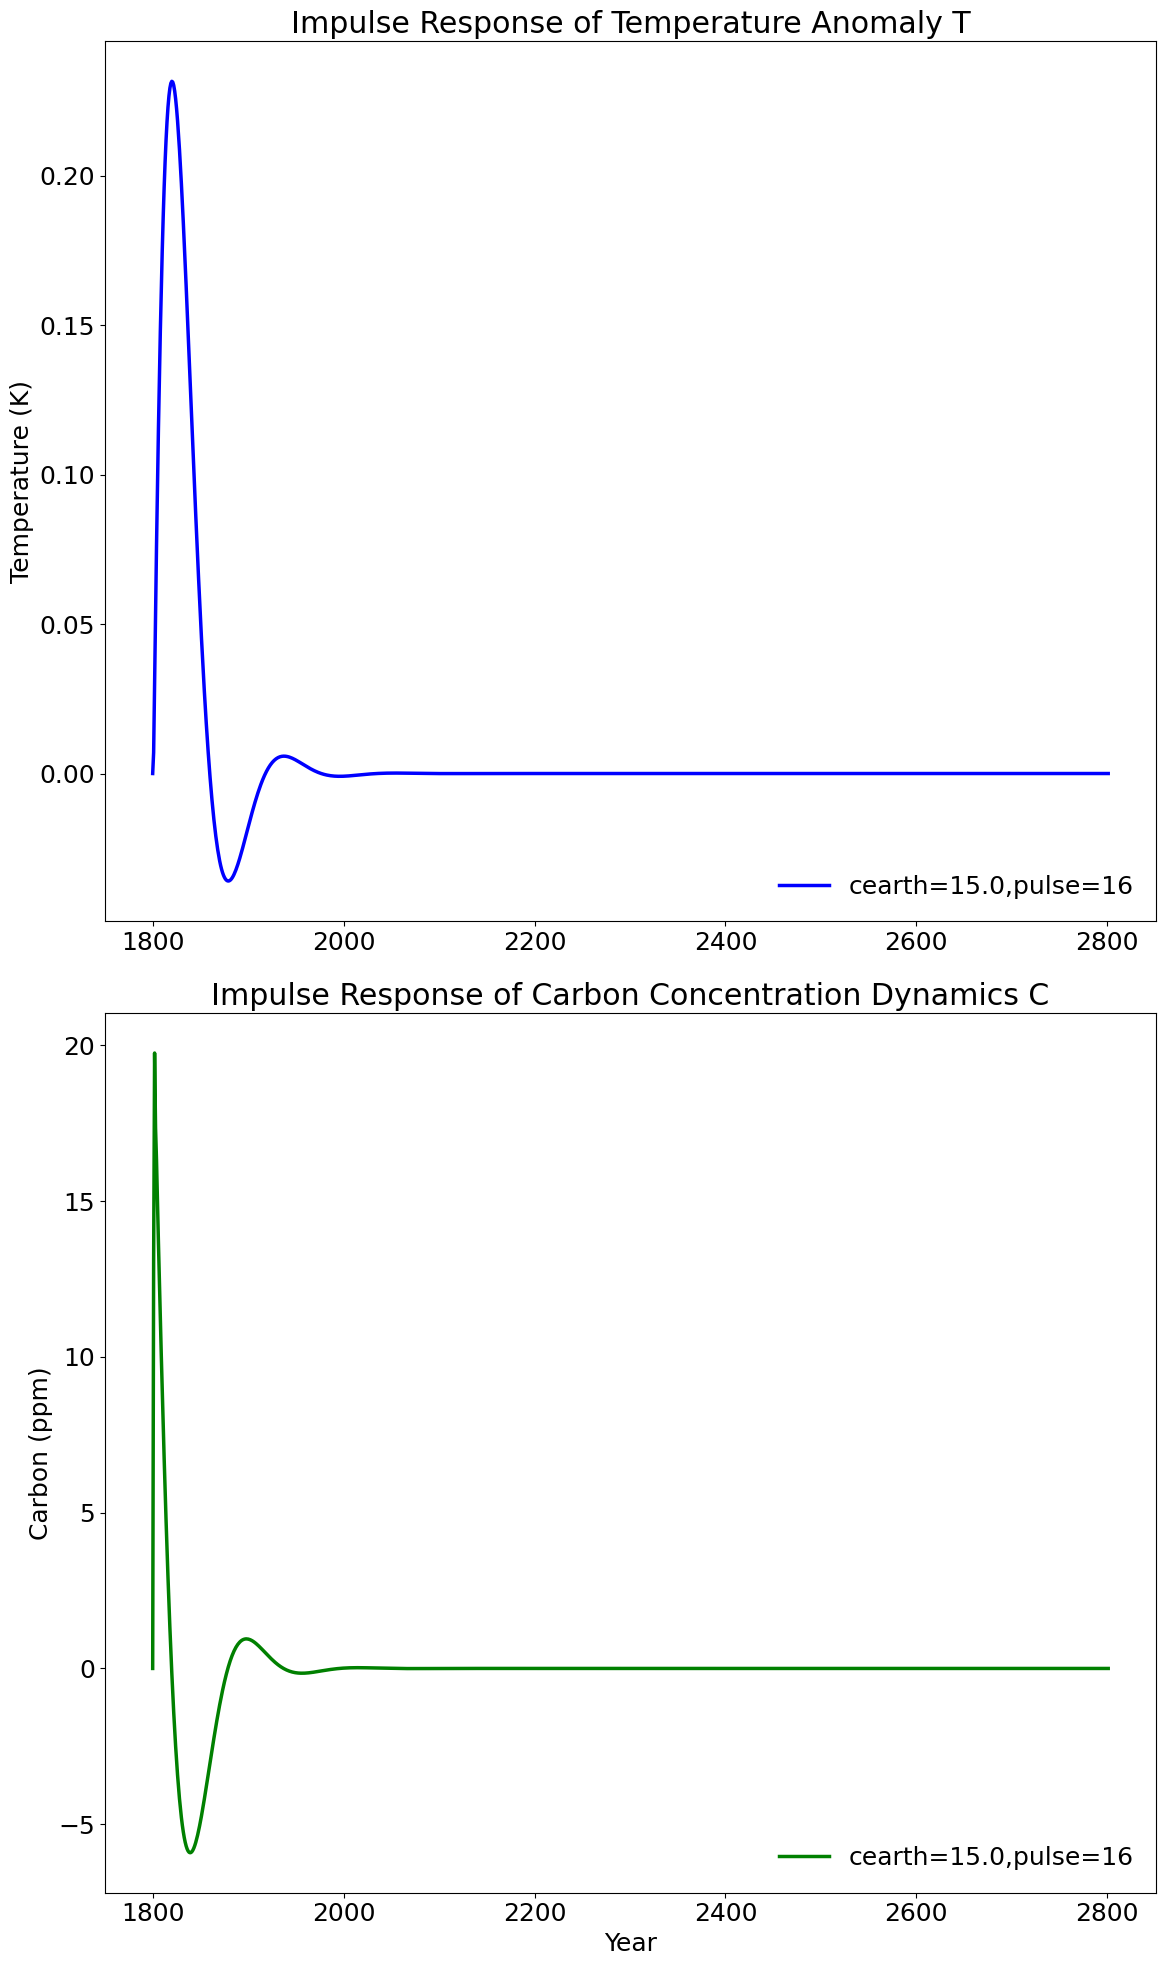 Impulse Response of Temperature Anomaly T
Temperature (K)
0.20
0.15
0.10
0.05
0.00
cearth=15.0,pulse=16
1800 2000 2200 2400 2600 2800
Impulse Response of Carbon Concentration Dynamics C
Carbon (ppm)
20
15
10
5
0
−5
cearth=15.0,pulse=16
1800 2000 2200 2400 2600 2800
Year